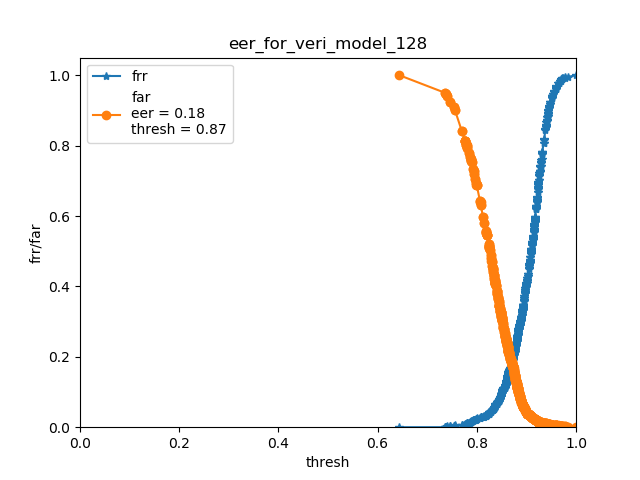 eer_for_veri_model_128
frr
far
eer = 0.18
thresh = 0.87
frr/far
1.0
0.8
0.6
0.4
0.2
0.0
0.0 0.2 0.4 0.6 0.8 1.0
thresh